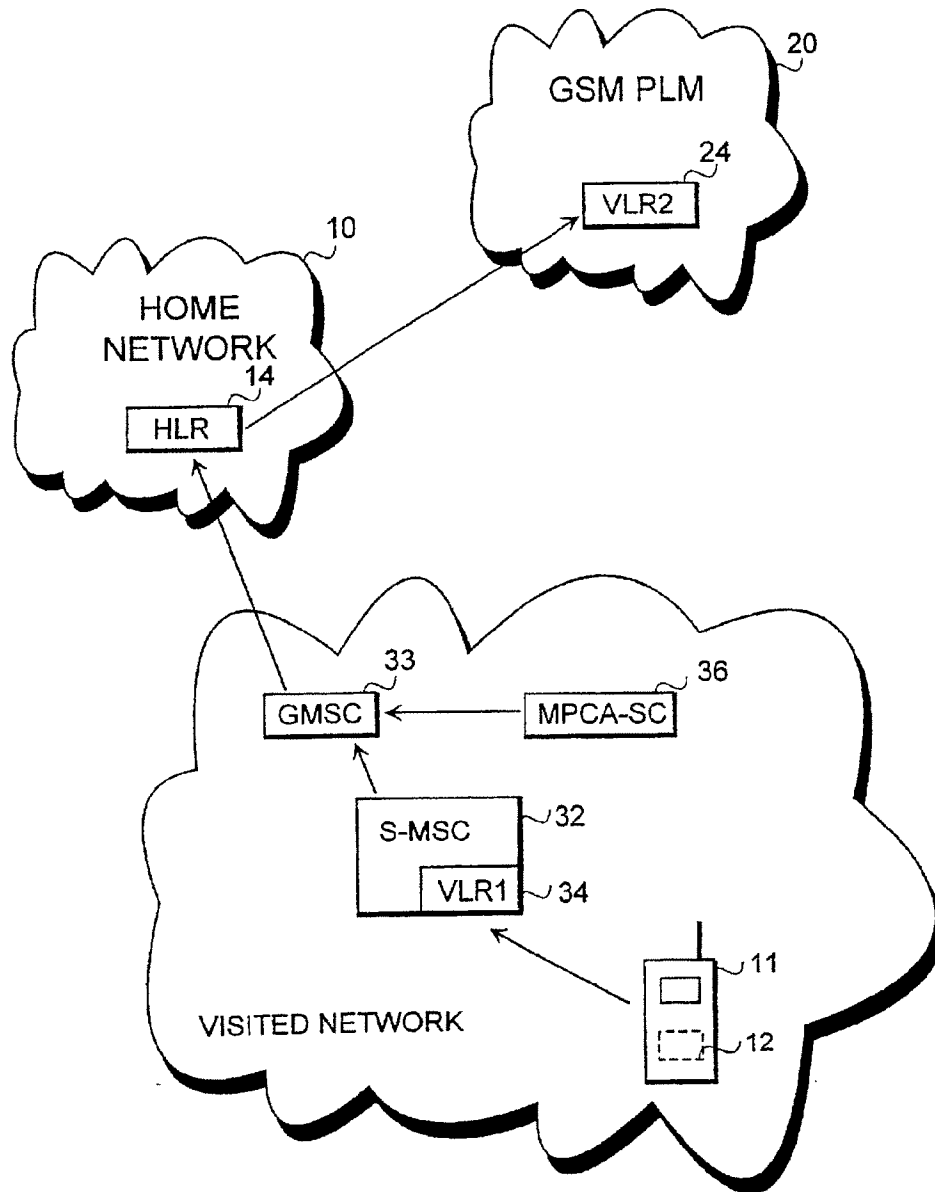 20
GSM PLM
24
VLR2
10
HOME
NETWORK
14
HLR
33
GMSC
36
MPCA-SC
32
S-MSC
VLR1
34
11
12
VISITED NETWORK